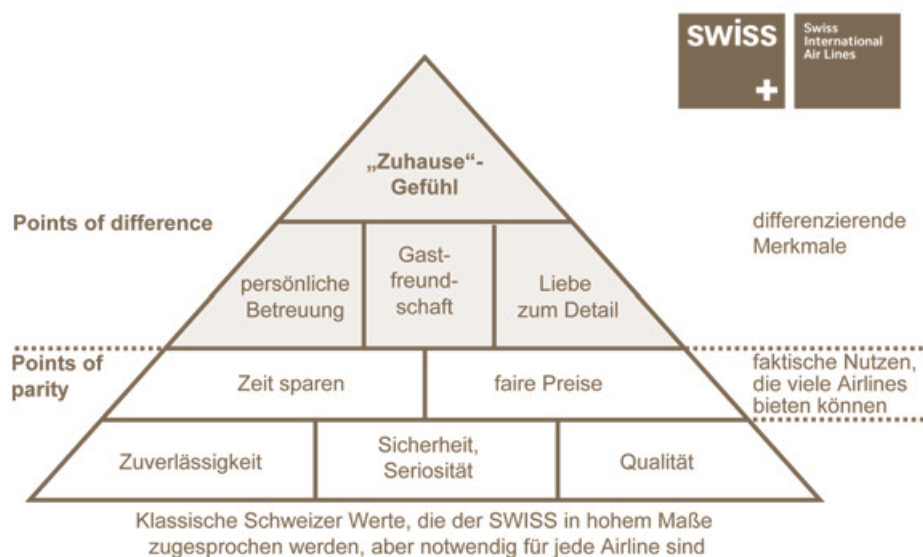 swiss
Swiss
International
Air Lines
„Zuhause“-
Gefühl
Points of difference
differenzierende
Merkmale
persönliche
Betreuung
Gast-
freund-
schaft
Liebe
zum Detail
Points of
parity
Zeit sparen
faire Preise
faktische Nutzen,
die viele Airlines
bieten können
Zuverlässigkeit
Sicherheit,
Seriosität
Qualität
Klassische Schweizer Werte, die der SWISS in hohem Maße
zugesprochen werden, aber notwendig für jede Airline sind